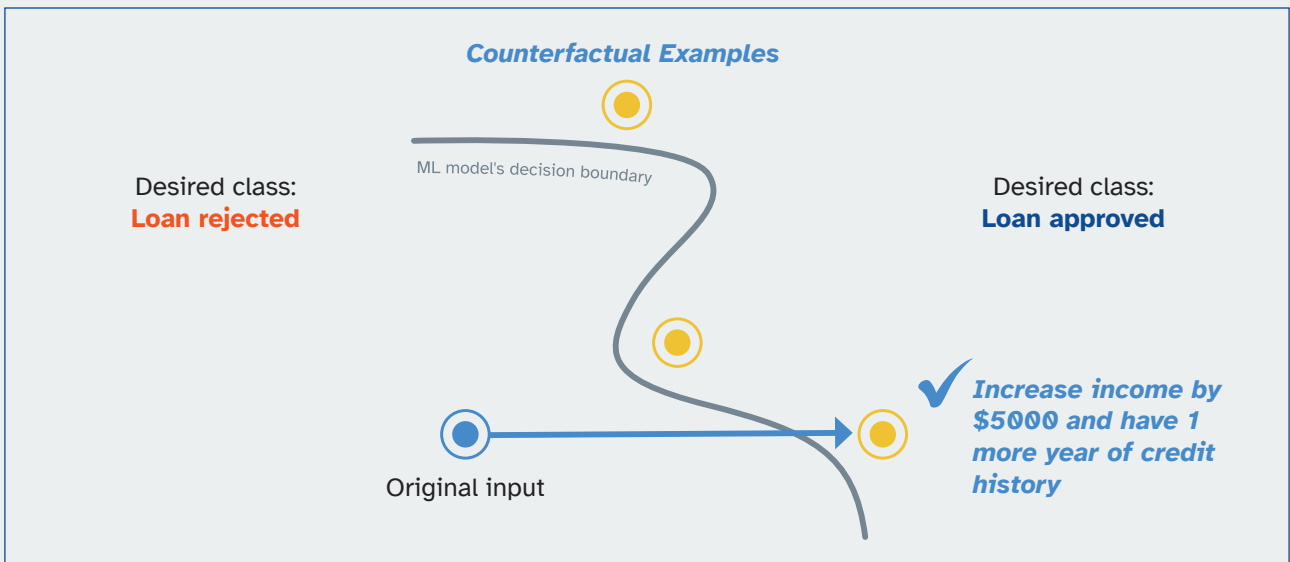 Counterfactual Examples
ML model's decision boundary
Desired class:
Loan rejected
Desired class:
Loan approved
Increase income by
$5000 and have 1
more year of credit
history
Original input